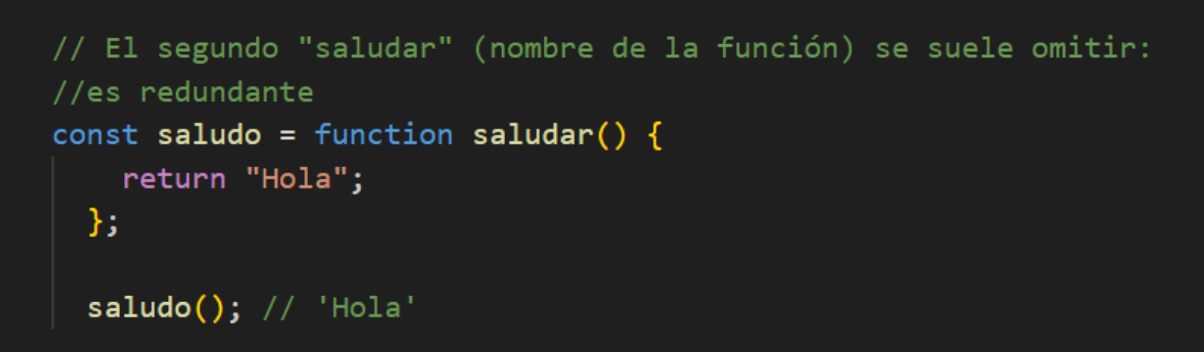 // El segundo "saludar" (nombre de la función) se suele omitir:
//es redundante
const saludo = function saludar() {
    return "Hola";
  };
  saludo(); // 'Hola'